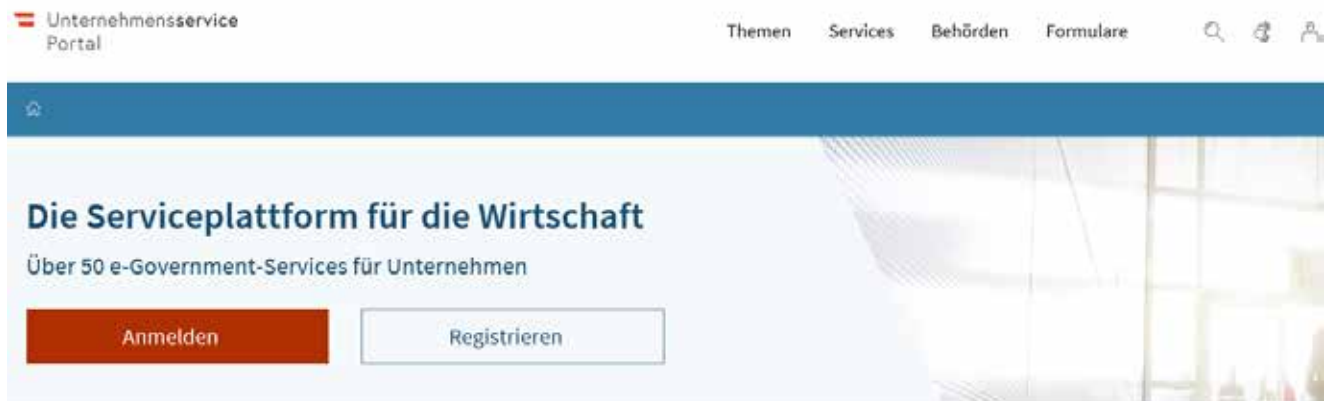 Unternehmensservice
Portal
Themen Services Behörden Formulare
Die Serviceplattform für die Wirtschaft
Über 50 e-Government-Services für Unternehmen
Anmelden Registrieren